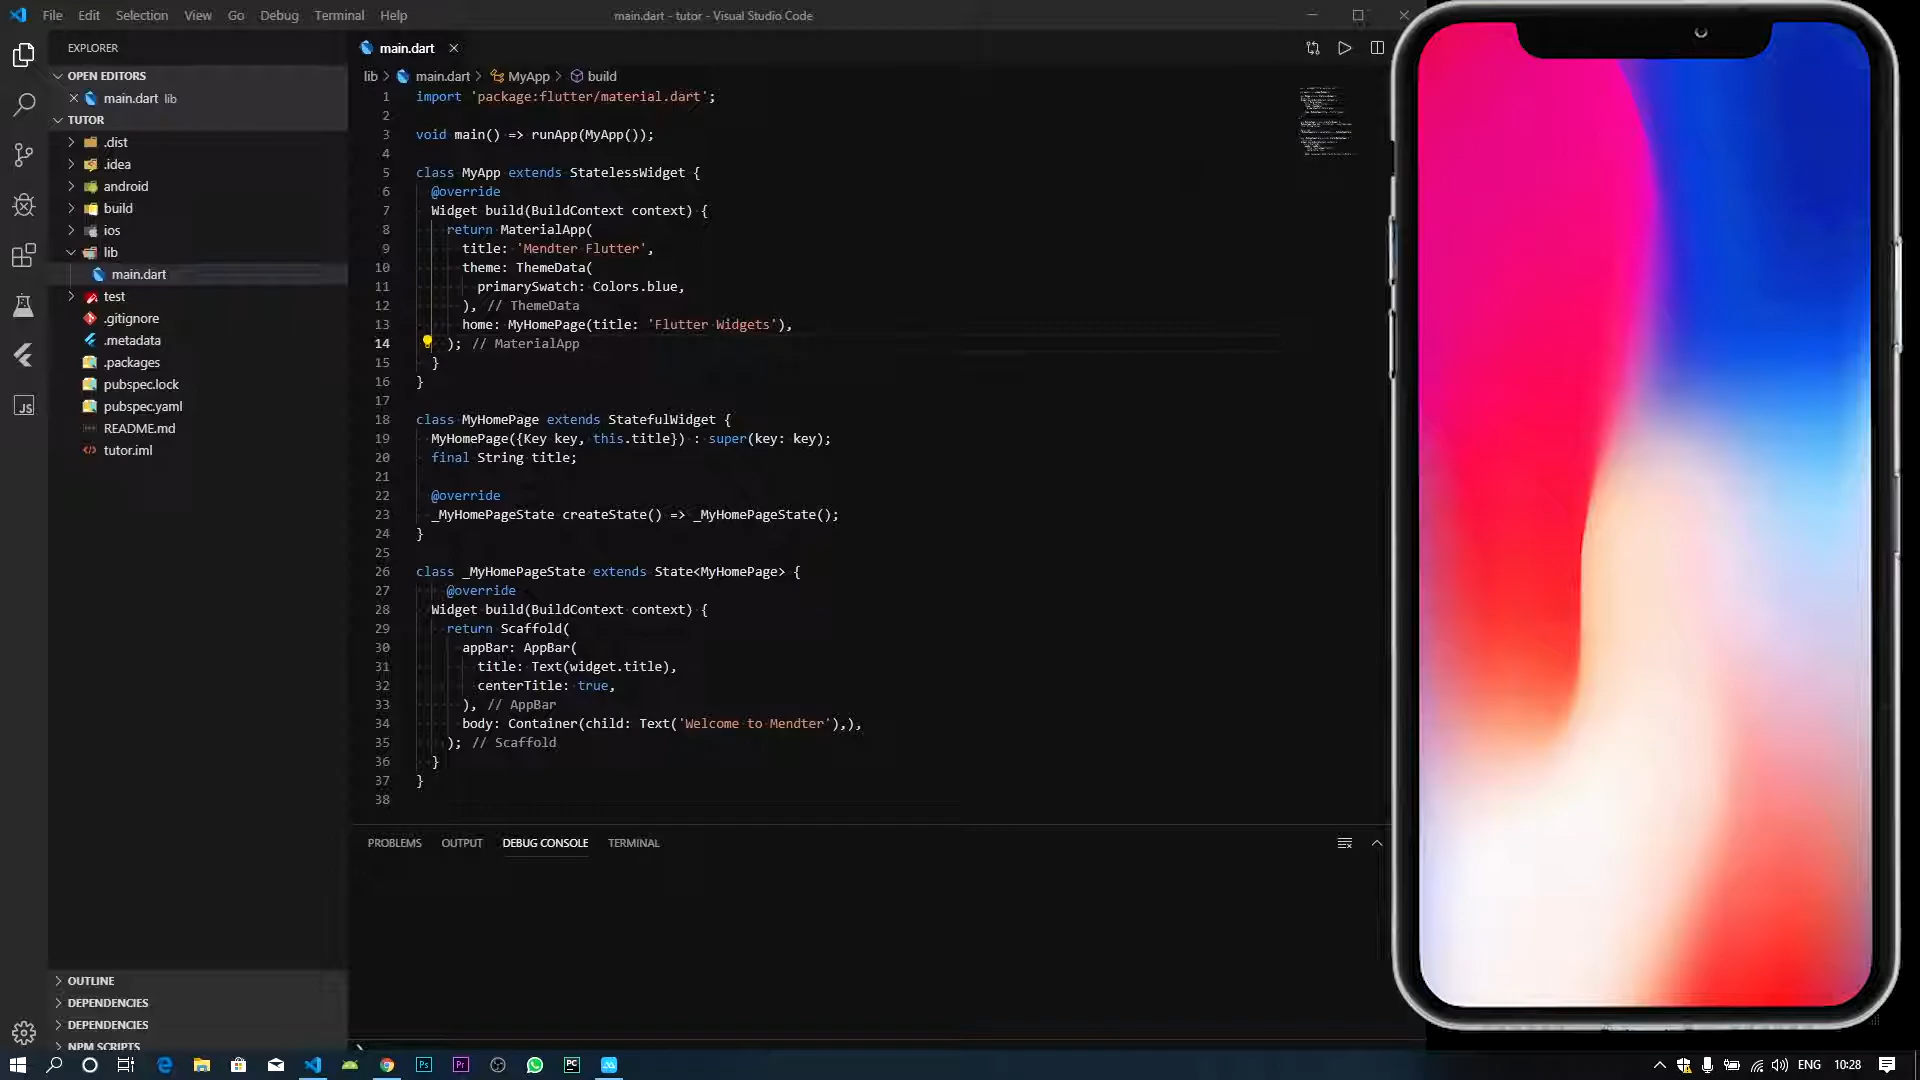 File Edit Selection View Go Debug Terminal Help
main.dart - tutor - Visual Studio Code
EXPLORER
OPEN EDITORS
main.dart lib
TUTOR
.dist
.idea
android
build
ios
lib
main.dart
test
.gitignore
.metadata
.packages
pubspec.lock
pubspec.yaml
README.md
tutor.iml
OUTLINE
DEPENDENCIES
DEPENDENCIES
NPM SCRIPTS
main.dart
lib > main.dart > MyApp > build
1 import 'package:flutter/material.dart';
2
3 void main() => runApp(MyApp());
4
5 class MyApp extends StatelessWidget {
6 @override
7 Widget build(BuildContext context) {
8 return MaterialApp(
9 title: 'Mendter Flutter',
10 theme: ThemeData(
11 primarySwatch: Colors.blue,
12 ), // ThemeData
13 home: MyHomePage(title: 'Flutter Widgets'),
14 ); // MaterialApp
15 }
16 }
17
18 class MyHomePage extends StatefulWidget {
19 MyHomePage({Key key, this.title}) : super(key: key);
20 final String title;
21
22 @override
23 _MyHomePageState createState() => _MyHomePageState();
24 }
25
26 class _MyHomePageState extends State<MyHomePage> {
27 @override
28 Widget build(BuildContext context) {
29 return Scaffold(
30 appBar: AppBar(
31 title: Text(widget.title),
32 centerTitle: true,
33 ), // AppBar
34 body: Container(child: Text('Welcome to Mendter'),),
35 ); // Scaffold
36 }
37 }
38
PROBLEMS OUTPUT DEBUG CONSOLE TERMINAL
JS
Ps Pr PC
ENG 10:28